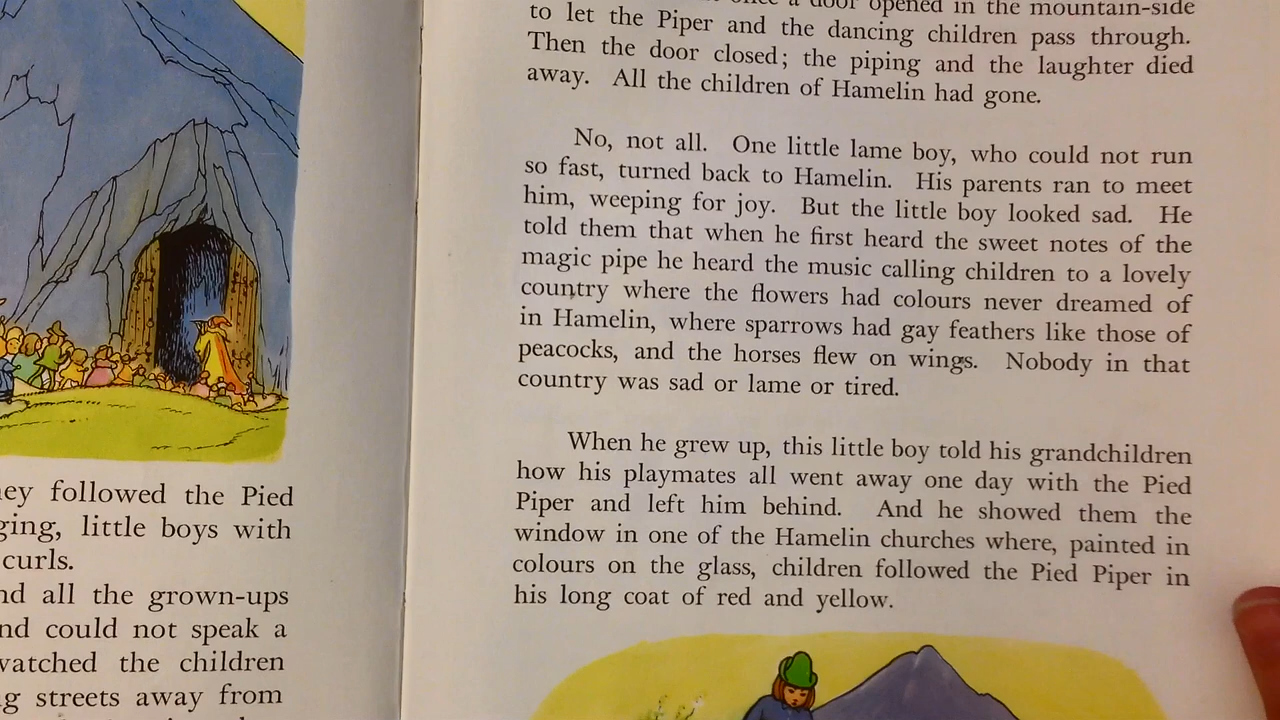 ey followed the Pied
ging, little boys with
curls.
nd all the grown-ups
nd could not speak a
watched the children
g streets away from
once a door opened in the mountain-side
to let the Piper and the dancing children pass through.
Then the door closed; the piping and the laughter died
away. All the children of Hamelin had gone.
No, not all. One little lame boy, who could not run
so fast, turned back to Hamelin. His parents ran to meet
him, weeping for joy. But the little boy looked sad. He
told them that when he first heard the sweet notes of the
magic pipe he heard the music calling children to a lovely
country where the flowers had colours never dreamed of
in Hamelin, where sparrows had gay feathers like those of
peacocks, and the horses flew on wings. Nobody in that
country was sad or lame or tired.
When he grew up, this little boy told his grandchildren
how his playmates all went away one day with the Pied
Piper and left him behind. And he showed them the
window in one of the Hamelin churches where, painted in
colours on the glass, children followed the Pied Piper in
his long coat of red and yellow.